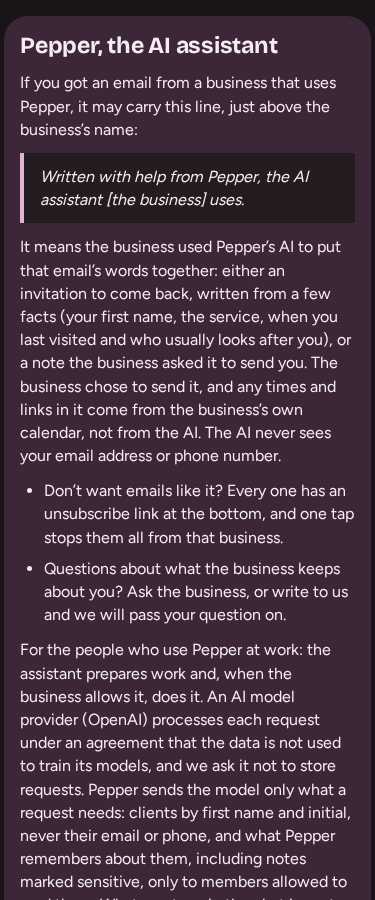 Pepper, the AI assistant
If you got an email from a business that uses
Pepper, it may carry this line, just above the
business’s name:
Written with help from Pepper, the AI
assistant [the business] uses.
It means the business used Pepper’s AI to put
that email’s words together: either an
invitation to come back, written from a few
facts (your first name, the service, when you
last visited and who usually looks after you), or
a note the business asked it to send you. The
business chose to send it, and any times and
links in it come from the business’s own
calendar, not from the AI. The AI never sees
your email address or phone number.
• Don’t want emails like it? Every one has an
unsubscribe link at the bottom, and one tap
stops them all from that business.
• Questions about what the business keeps
about you? Ask the business, or write to us
and we will pass your question on.
For the people who use Pepper at work: the
assistant prepares work and, when the
business allows it, does it. An AI model
provider (OpenAI) processes each request
under an agreement that the data is not used
to train its models, and we ask it not to store
requests. Pepper sends the model only what a
request needs: clients by first name and initial,
never their email or phone, and what Pepper
remembers about them, including notes
marked sensitive, only to members allowed to